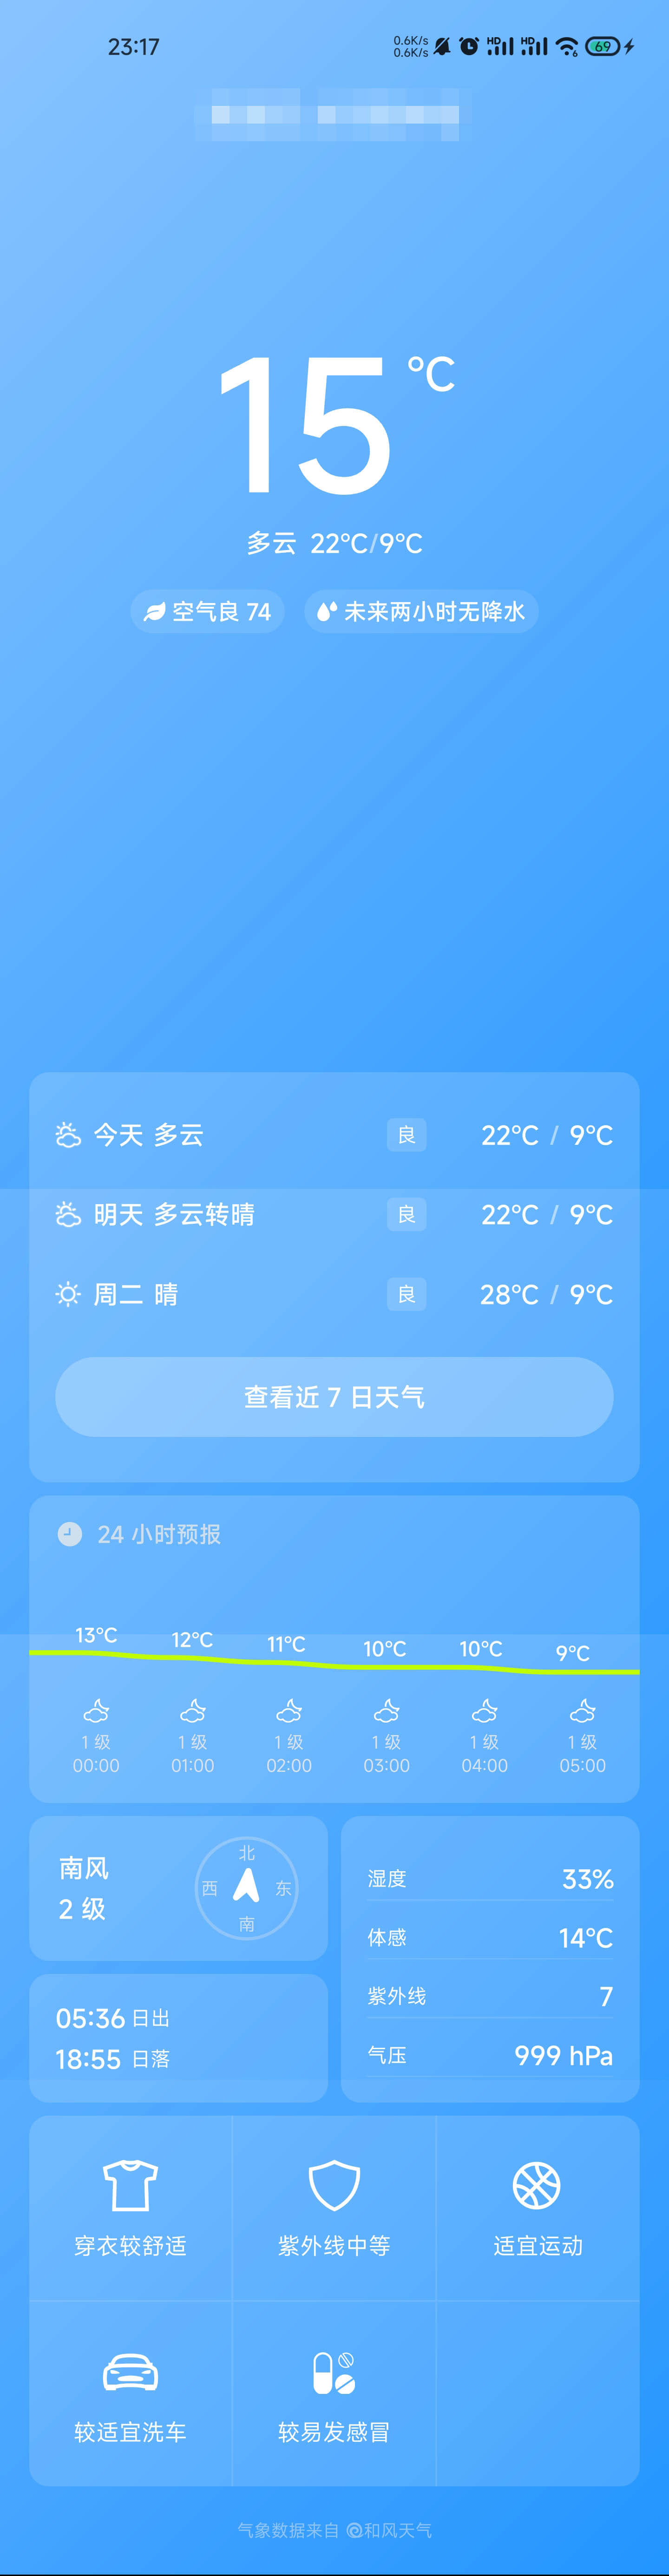 23:17 0.6K/s 0.6K/s HD HD 6 69
15 °C
多云 22°C/9°C
空气良 74 未来两小时无降水
今天 多云 良 22°C / 9°C
明天 多云转晴 良 22°C / 9°C
周二 晴 良 28°C / 9°C
查看近 7 日天气
24 小时预报
13°C 12°C 11°C 10°C 10°C 9°C
1 级 1 级 1 级 1 级 1 级 1 级
00:00 01:00 02:00 03:00 04:00 05:00
南风
2 级
北
西 东
南
05:36 日出
18:55 日落
湿度 33%
体感 14°C
紫外线 7
气压 999 hPa
穿衣较舒适 紫外线中等 适宜运动
较适宜洗车 较易发感冒
气象数据来自 和风天气